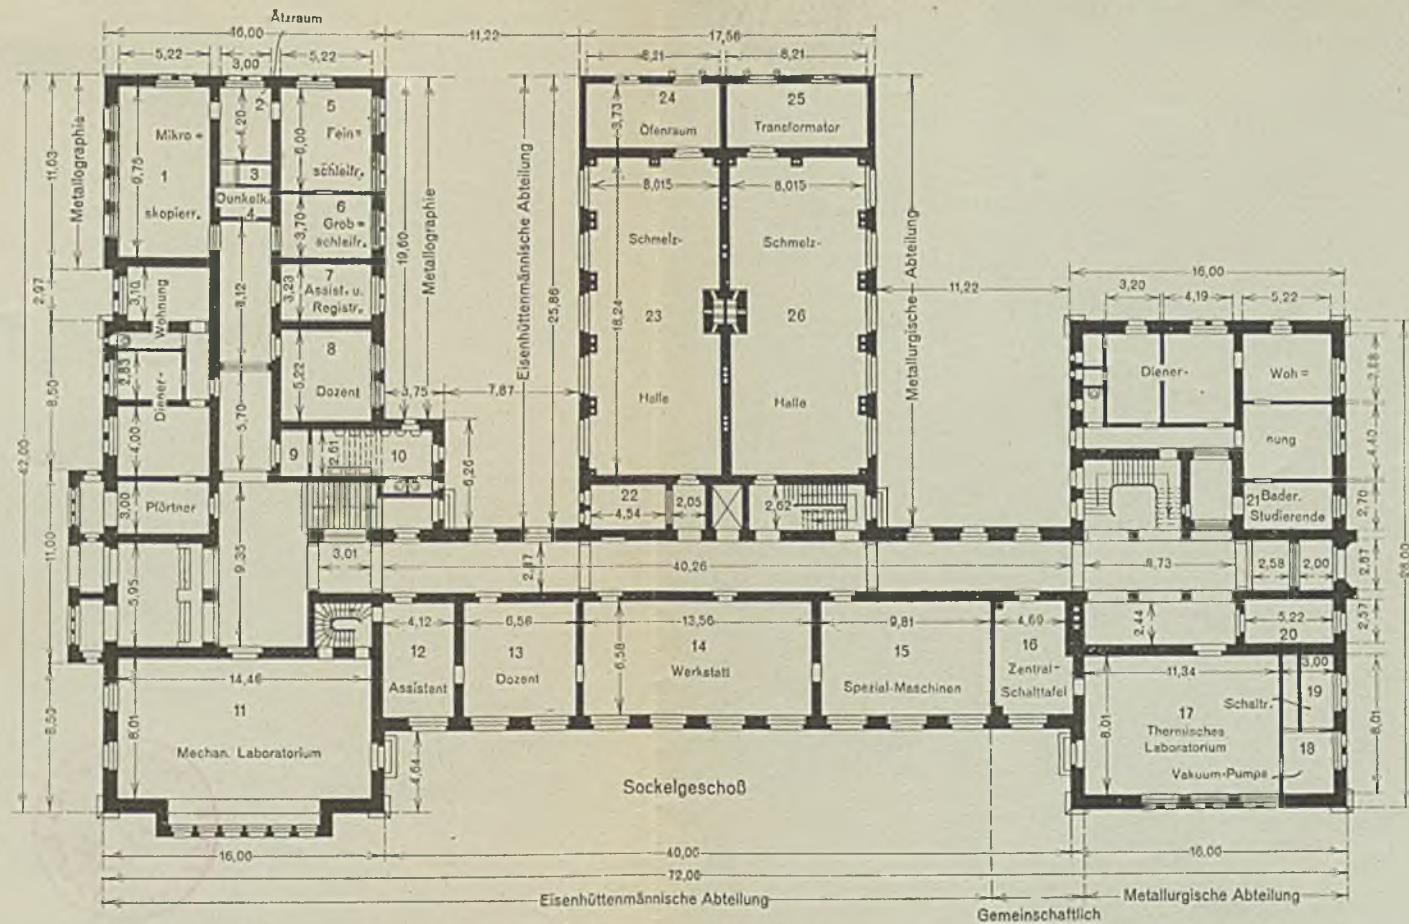 Ätzraum
16,00
11,22
17,56
5,22
3,00
5,22
8,21
8,21
Metallographie
11,63
9,75
Mikro=
1
skopierr.
2
4,20
3
Dunkelk.
4
5
Fein=
6,00
schleifr.
3,70
6
Grob=
schleifr.
19,60
Metallographie
Eisenhüttenmännische Abteilung
25,86
24
Ofenraum
3,73
25
Transformator
Metallurgische Abteilung
8,015
8,015
Schmelz-
23
Halle
18,24
Schmelz-
26
Halle
11,22
2,97
3,10
Wohnung
8,12
3,23
7
Assist. u.
Registr.
2,83
8
5,22
Dozent
3,75
7,67
8,50
Diener-
4,00
5,70
9
2,61
10
6,26
42,00
16,00
3,20
4,19
5,22
Diener-
Woh=
nung
4,40
2,70
21
Bader.
Studierende
28,00
3,00
Pförtner
22
4,54
2,05
2,62
11,00
9,35
5,95
3,01
2,87
40,26
8,73
2,58
2,00
2,87
4,12
12
Assistent
6,56
13
Dozent
6,58
13,56
14
Werkstatt
9,81
15
Spezial-Maschinen
4,60
16
Zentral-
Schalttafel
2,44
5,22
20
2,57
14,46
11
8,01
Mechan. Laboratorium
8,50
4,64
11,34
17
Thermisches
Laboratorium
8,01
3,00
Schaltr.
19
18
Vakuum-Pumpe
8,01
Sockelgeschoß
16,00
40,00
16,00
72,00
Eisenhüttenmännische Abteilung
Gemeinschaftlich
Metallurgische Abteilung